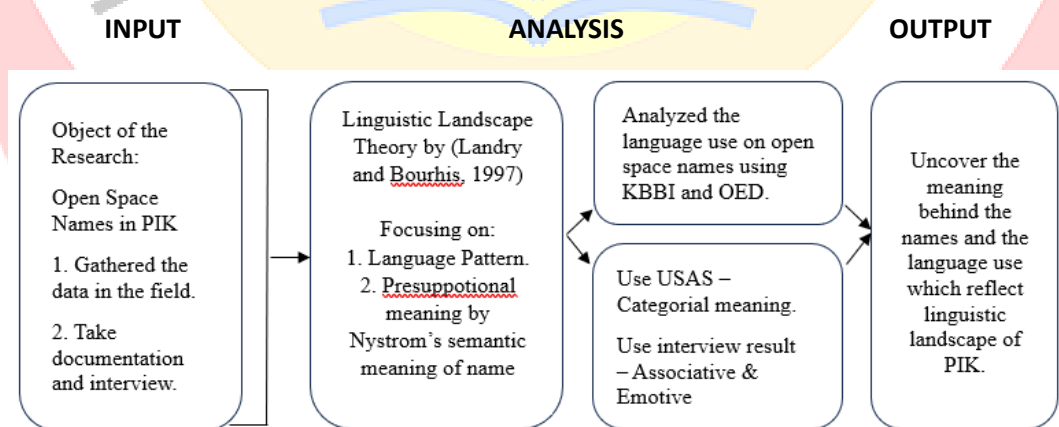 INPUT
ANALYSIS
OUTPUT
Object of the
Research:
Open Space
Names in PIK
1. Gathered the
data in the field.
2. Take
documentation
and interview.
Linguistic Landscape
Theory by (Landry
and Bourhis, 1997)
Focusing on:
1. Language Pattern.
2. Presuppotional
meaning by
Nystrom's semantic
meaning of name
Analyzed the
language use on open
space names using
KBBI and OED.
Use USAS –
Categorial meaning.
Use interview result
– Associative &
Emotive
Uncover the
meaning
behind the
names and the
language use
which reflect
linguistic
landscape of
PIK.